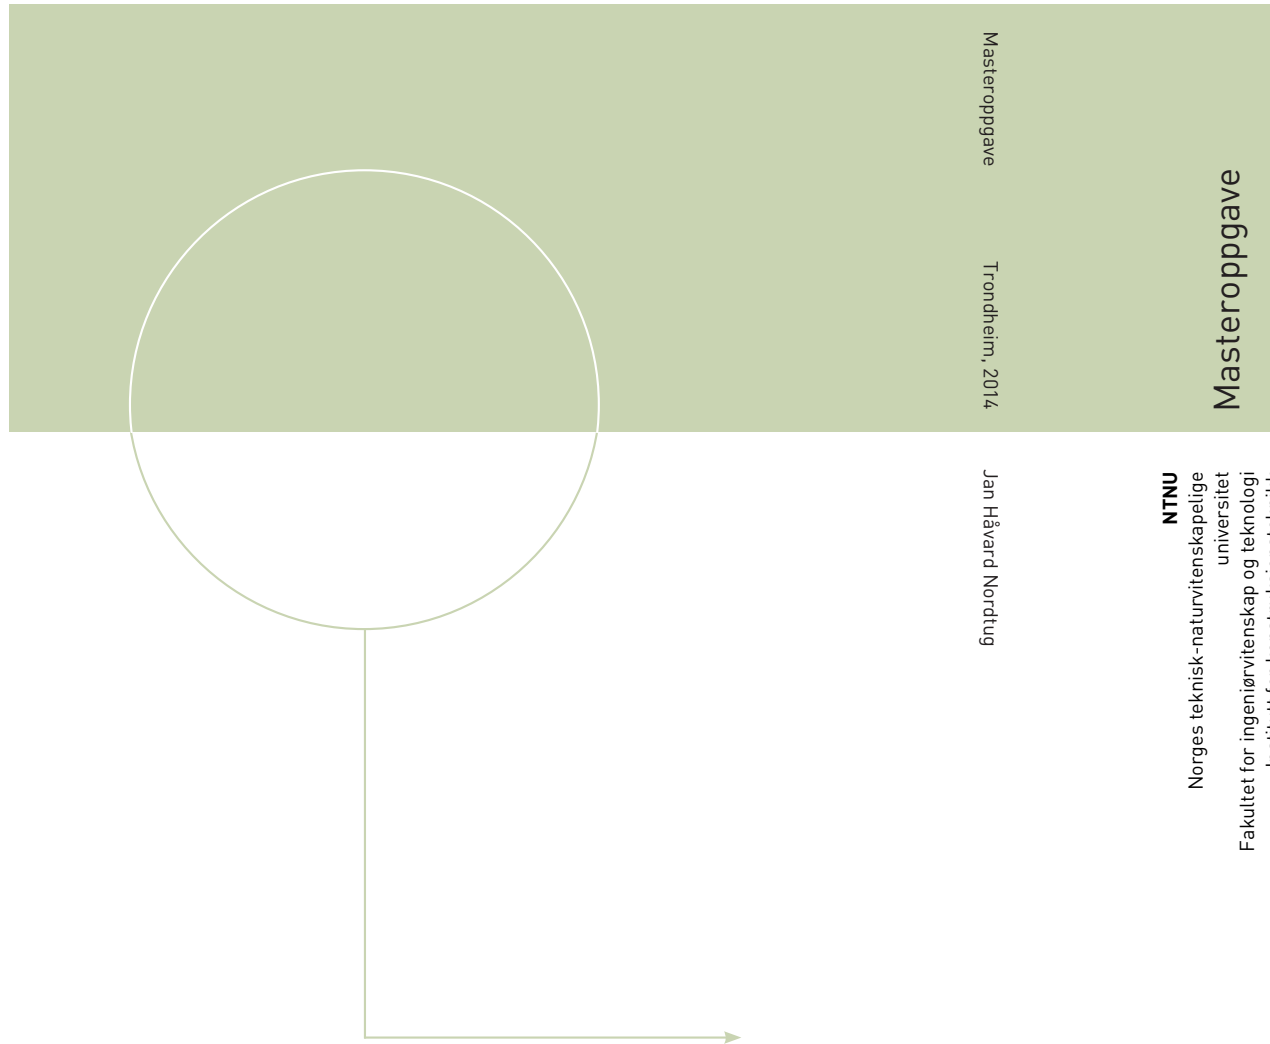 Masteroppgave
Trondheim, 2014
Jan Håvard Nordtug
Masteroppgave
NTNU
Norges teknisk-naturvitenskapelige
universitet
Fakultet for ingeniørvitenskap og teknologi